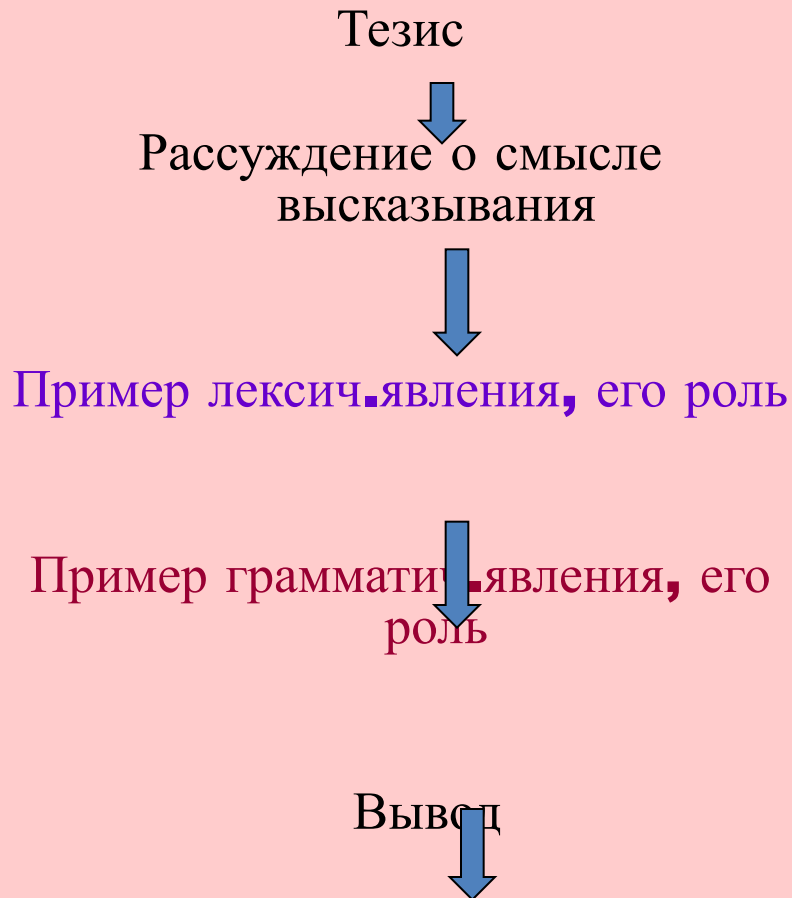 Тезис
Рассуждение о смысле
высказывания
Пример лексич.явления, его роль
Пример грамматич.явления, его
роль
Вывод